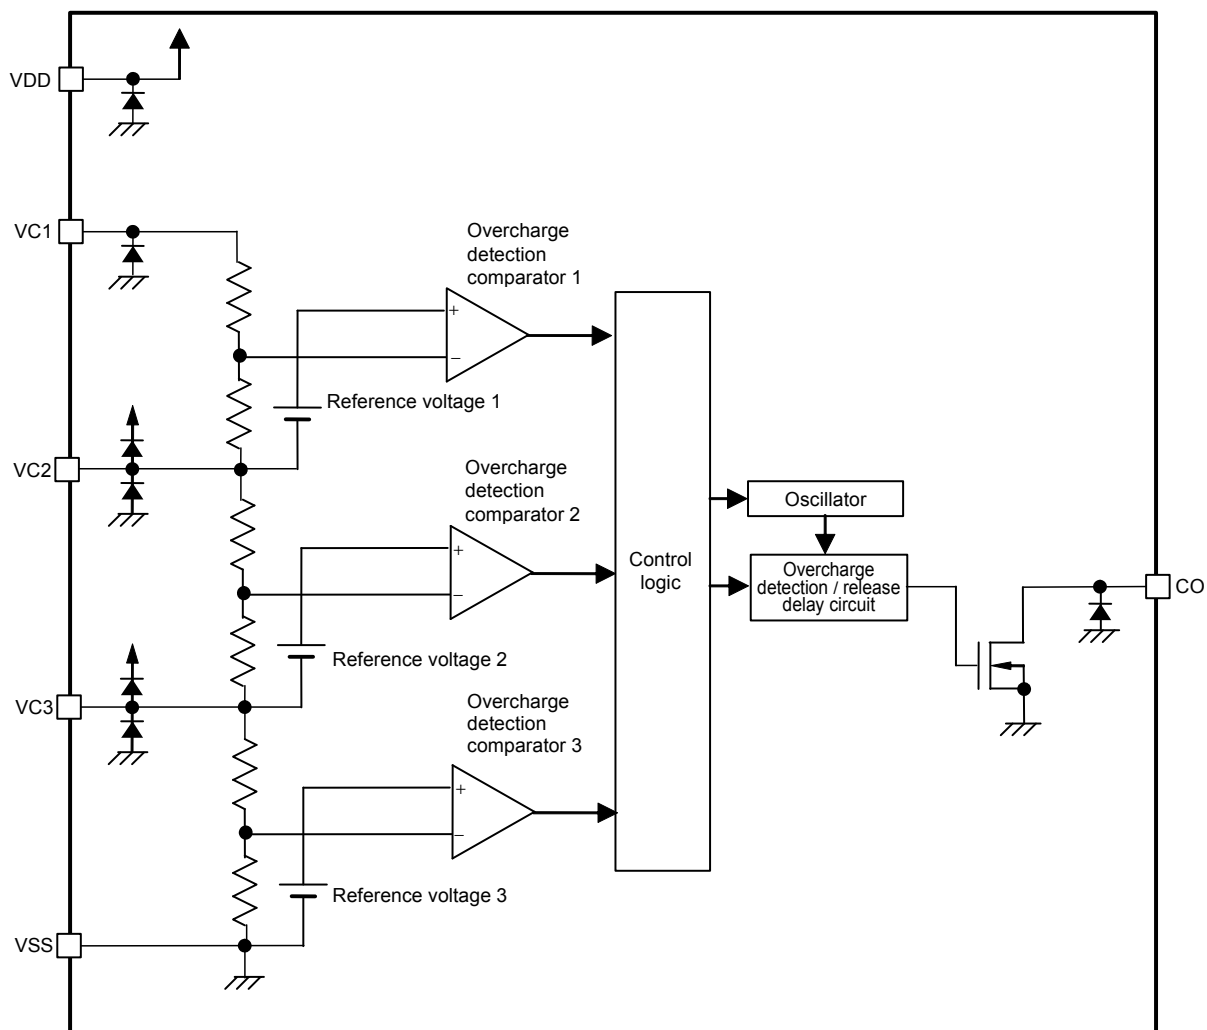 VDD
VC1
Overcharge
detection
comparator 1
+
−
Reference voltage 1
VC2
Overcharge
detection
comparator 2
+
−
Reference voltage 2
Control
logic
Oscillator
Overcharge
detection / release
delay circuit
CO
VC3
Overcharge
detection
comparator 3
+
−
Reference voltage 3
VSS